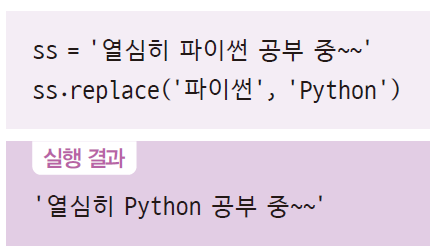 ss = '열심히 파이썬 공부 중~~'
ss.replace('파이썬', 'Python')
실행 결과
'열심히 Python 공부 중~~'